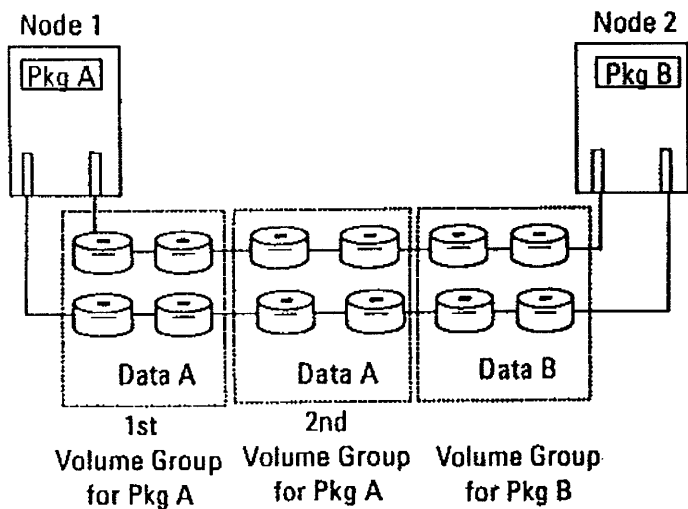 Node 1
Node 2
Pkg A
Pkg B
Data A
Data A
Data B
1st
Volume Group
for Pkg A
2nd
Volume Group
for Pkg A
Volume Group
for Pkg B